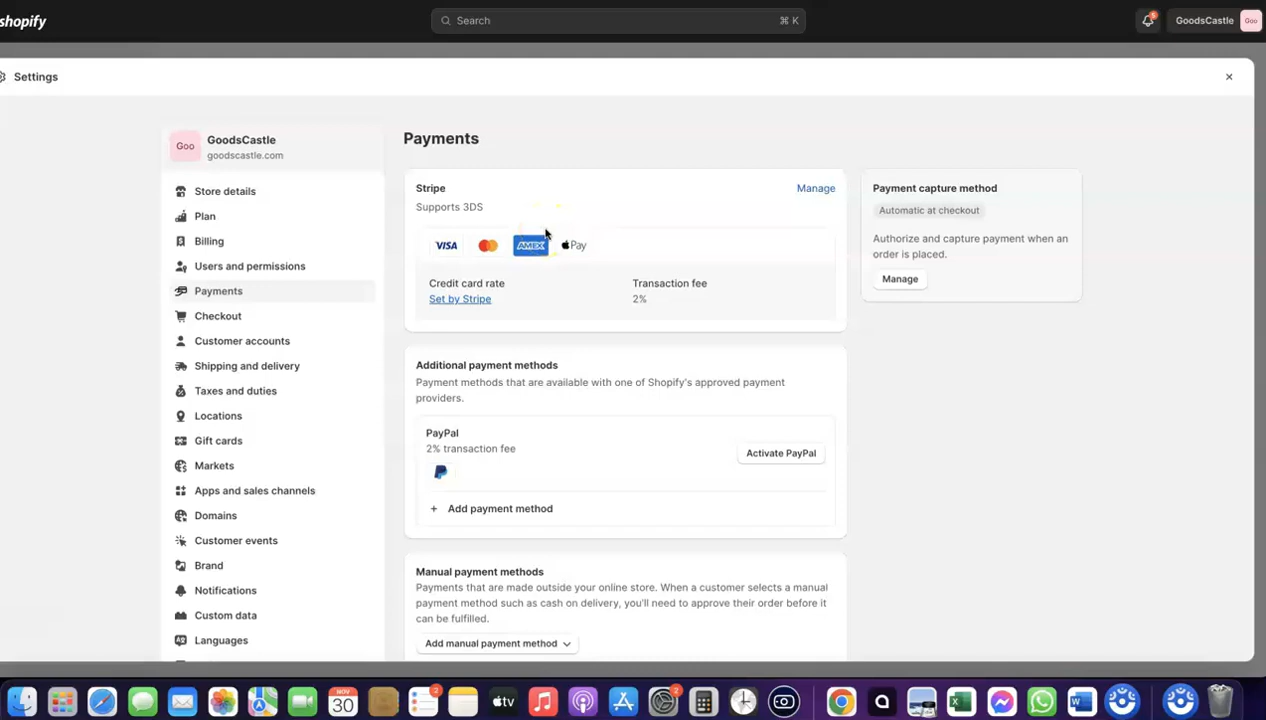 shopify
Search
⌘ K
5
GoodsCastle
Goo
Settings
Goo
GoodsCastle
goodscastle.com
Store details
Plan
Billing
Users and permissions
Payments
Checkout
Customer accounts
Shipping and delivery
Taxes and duties
Locations
Gift cards
Markets
Apps and sales channels
Domains
Customer events
Brand
Notifications
Custom data
Languages
Payments
Stripe
Manage
Supports 3DS
VISA
AMEX
Pay
Credit card rate
Transaction fee
Set by Stripe
2%
Additional payment methods
Payment methods that are available with one of Shopify's approved payment
providers.
PayPal
2% transaction fee
Activate PayPal
+ Add payment method
Manual payment methods
Payments that are made outside your online store. When a customer selects a manual
payment method such as cash on delivery, you'll need to approve their order before it
can be fulfilled.
Add manual payment method
Payment capture method
Automatic at checkout
Authorize and capture payment when an
order is placed.
Manage
NOV
30
2
tv
2